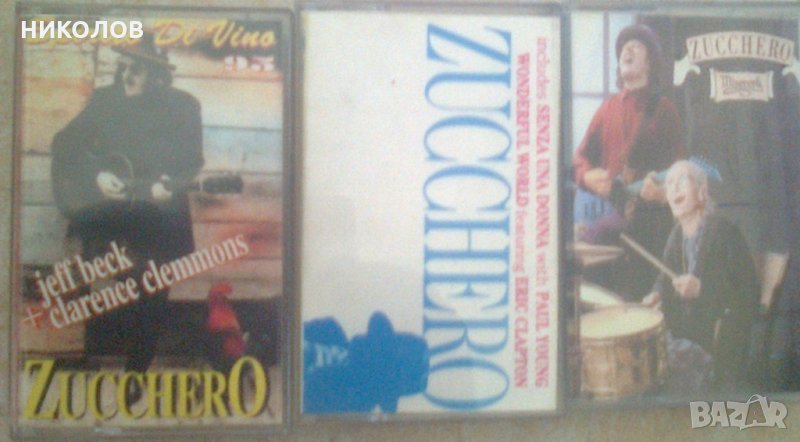 НИКОЛОВ
Di Vino
95
jeff beck
+ clarence clemmons
ZUCCHERO
includes SENZA UNA DONNA with PAUL YOUNG
WONDERFUL WORLD featuring ERIC CLAPTON
ZUCCHERO
ZUCCHERO
BAZAR